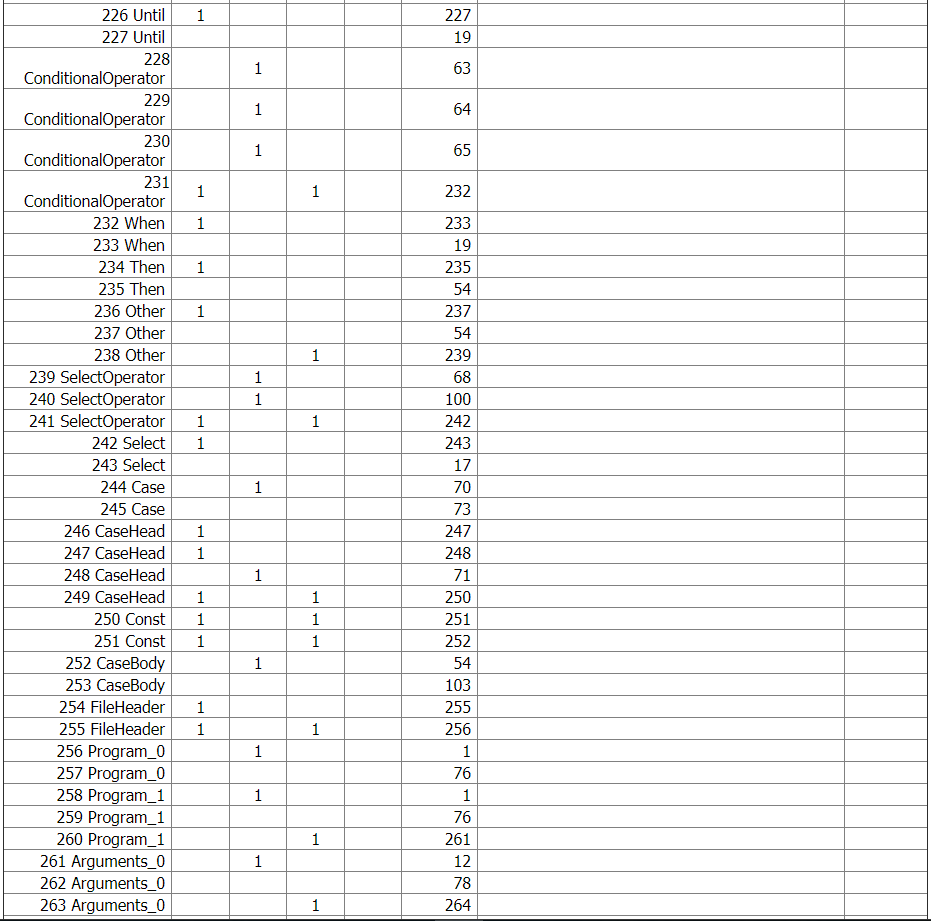 226 Until 1 227
227 Until 19
228
ConditionalOperator 1 63
229
ConditionalOperator 1 64
230
ConditionalOperator 1 65
231
ConditionalOperator 1 1 232
232 When 1 233
233 When 19
234 Then 1 235
235 Then 54
236 Other 1 237
237 Other 54
238 Other 1 239
239 SelectOperator 1 68
240 SelectOperator 1 100
241 SelectOperator 1 1 242
242 Select 1 243
243 Select 17
244 Case 1 70
245 Case 73
246 CaseHead 1 247
247 CaseHead 1 248
248 CaseHead 1 71
249 CaseHead 1 1 250
250 Const 1 1 251
251 Const 1 1 252
252 CaseBody 1 54
253 CaseBody 103
254 FileHeader 1 255
255 FileHeader 1 1 256
256 Program_0 1 1
257 Program_0 76
258 Program_1 1 1
259 Program_1 76
260 Program_1 1 261
261 Arguments_0 1 12
262 Arguments_0 78
263 Arguments_0 1 264